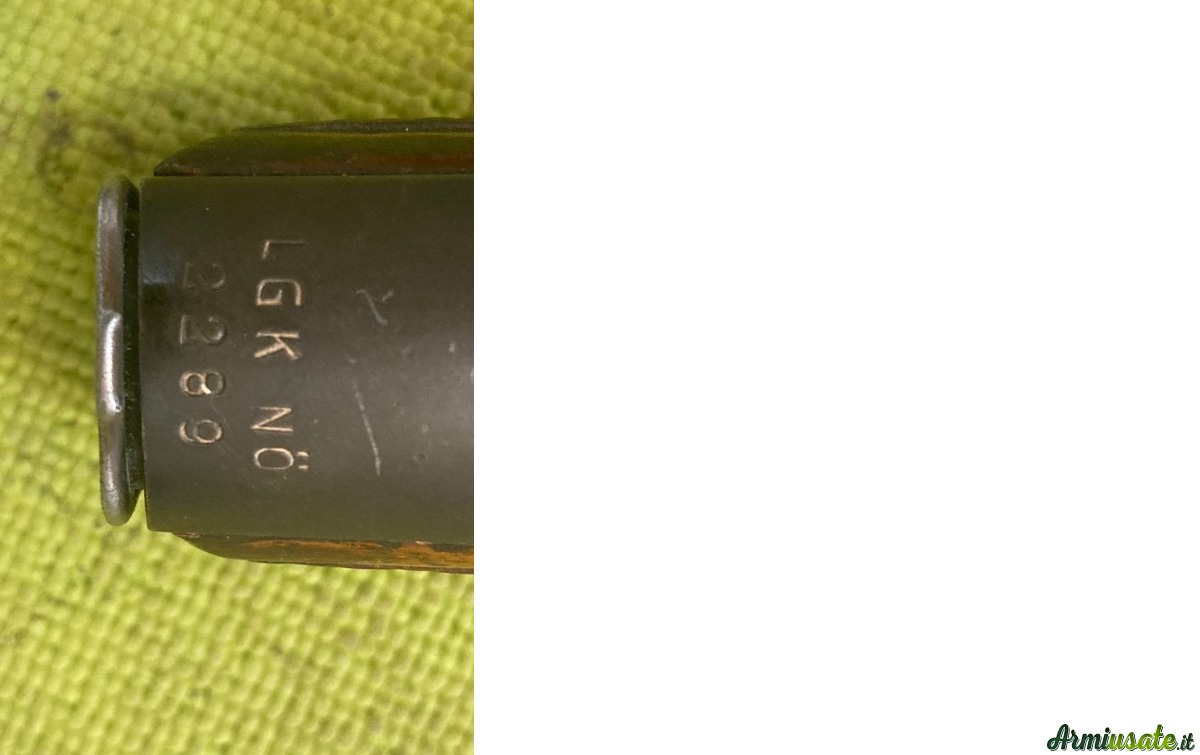 LGK NÖ
2289
Armiusate.it